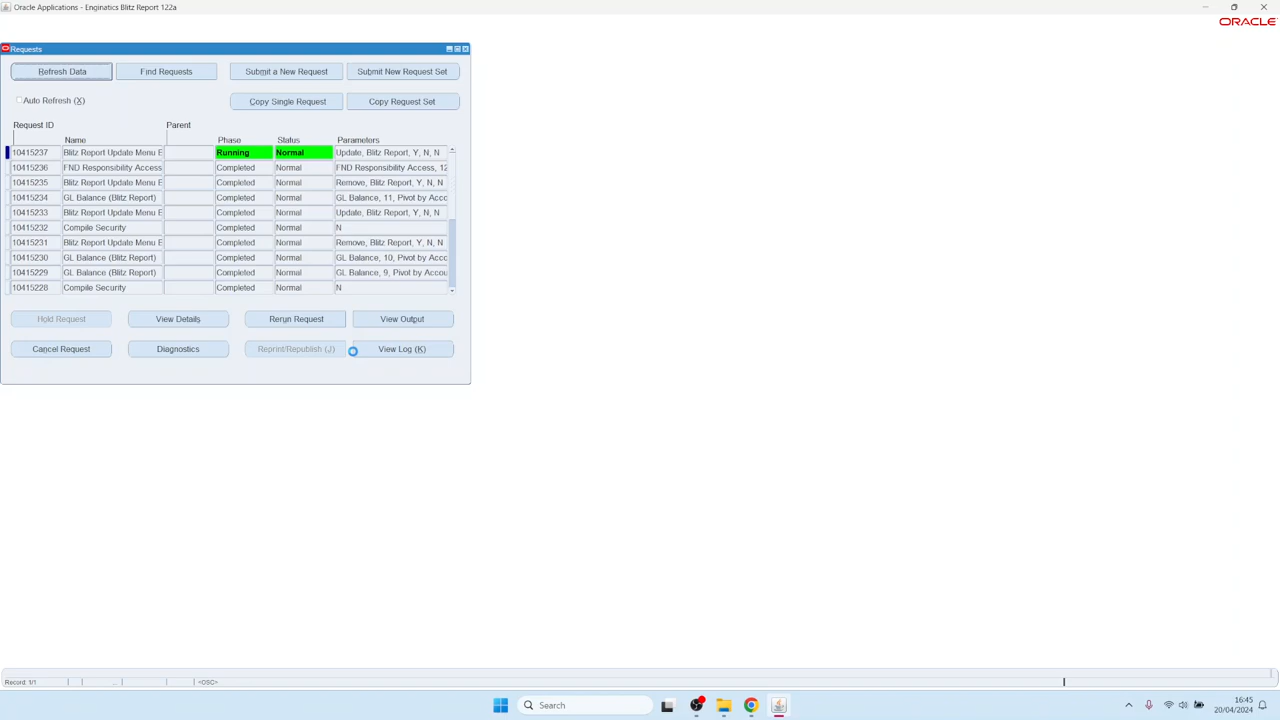 Oracle Applications - Enginatics Blitz Report 122a
ORACLE
Requests
Refresh Data Find Requests Submit a New Request Submit New Request Set
Auto Refresh (X) Copy Single Request Copy Request Set
Request ID Parent
Name Phase Status Parameters
10415237 Blitz Report Update Menu E Running Normal Update, Blitz Report, Y, N, N
10415236 FND Responsibility Access Completed Normal FND Responsibility Access, 12
10415235 Blitz Report Update Menu E Completed Normal Remove, Blitz Report, Y, N, N
10415234 GL Balance (Blitz Report) Completed Normal GL Balance, 11, Pivot by Acco
10415233 Blitz Report Update Menu E Completed Normal Update, Blitz Report, Y, N, N
10415232 Compile Security Completed Normal N
10415231 Blitz Report Update Menu E Completed Normal Remove, Blitz Report, Y, N, N
10415230 GL Balance (Blitz Report) Completed Normal GL Balance, 10, Pivot by Acco
10415229 GL Balance (Blitz Report) Completed Normal GL Balance, 9, Pivot by Accou
10415228 Compile Security Completed Normal N
Hold Request View Details Rerun Request View Output
Cancel Request Diagnostics Reprint/Republish (J) View Log (K)
Record: 1/1 ... <OSC>
Search
16:45
20/04/2024